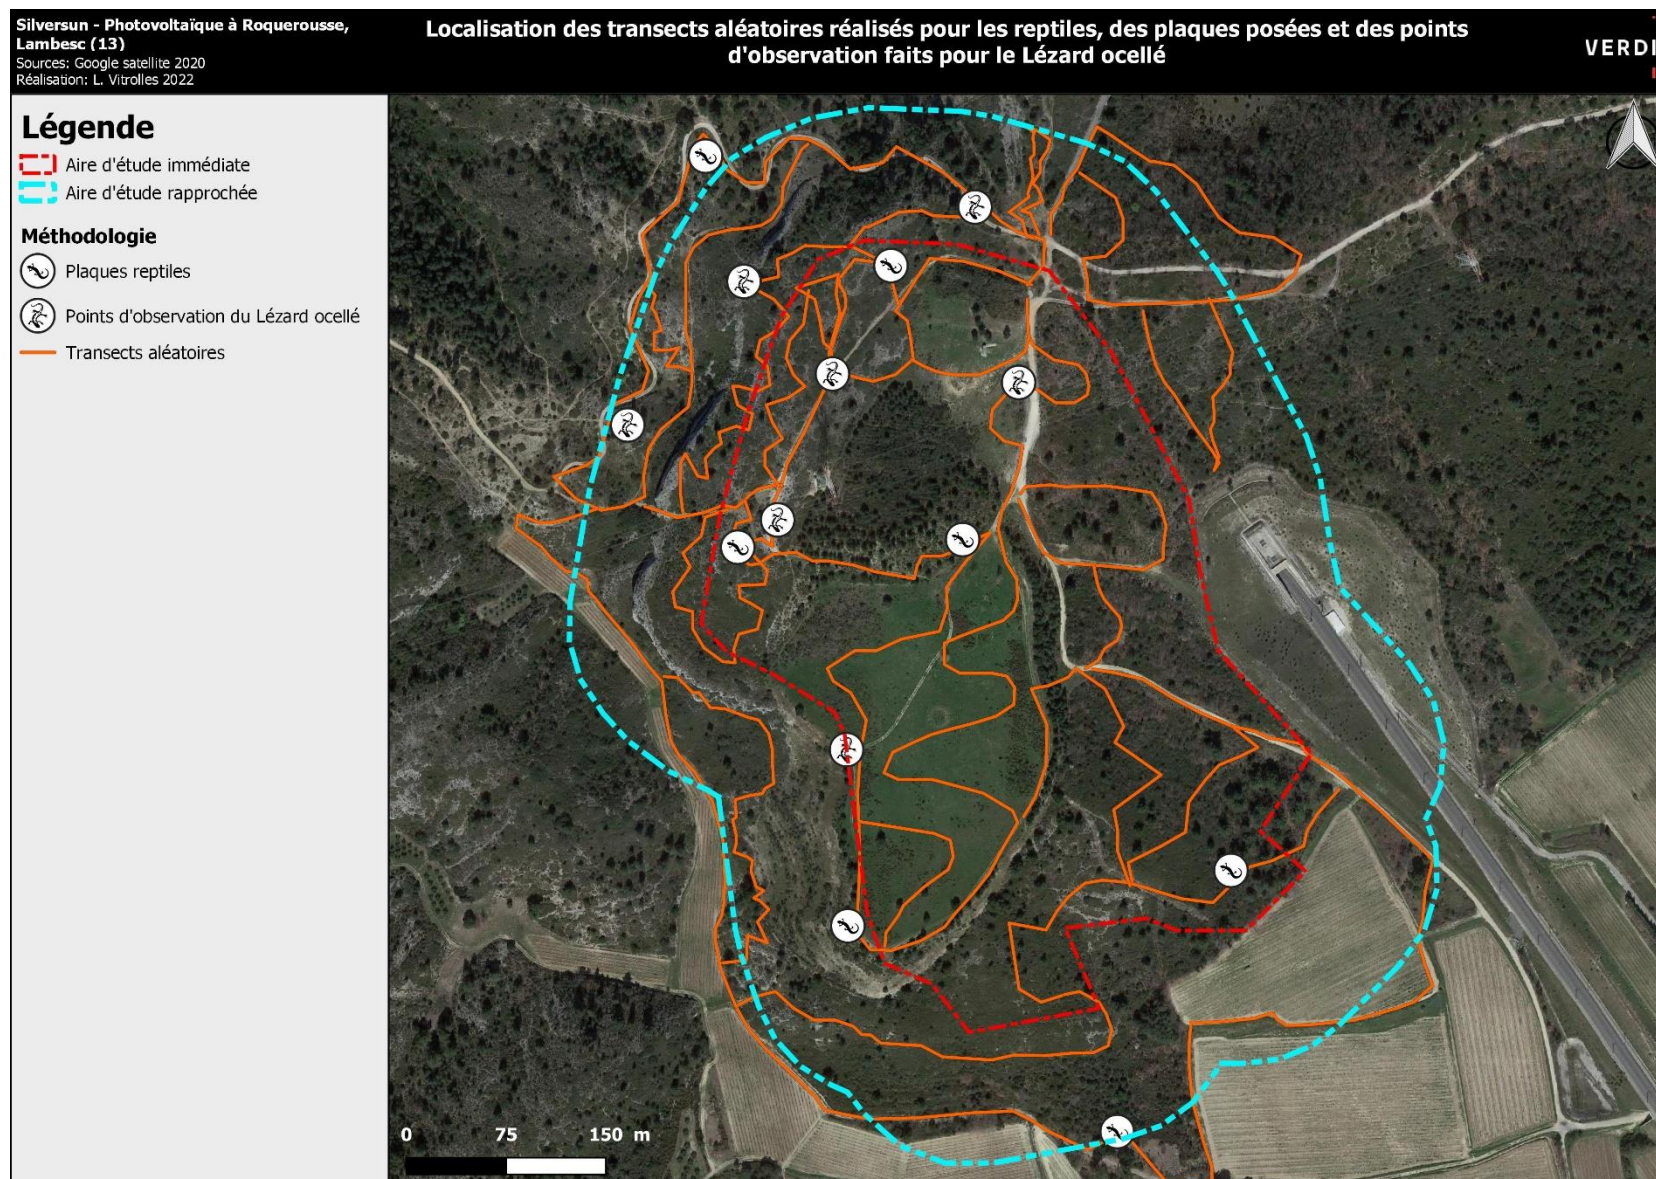 Silversun - Photovoltaïque à Roquerousse,
Lambesc (13)
Sources: Google satellite 2020
Réalisation: L. Vitrolles 2022
Localisation des transects aléatoires réalisés pour les reptiles, des plaques posées et des points
d'observation faits pour le Lézard ocellé
VERDI
Légende
Aire d'étude immédiate
Aire d'étude rapprochée
Méthodologie
Plaques reptiles
Points d'observation du Lézard ocellé
Transects aléatoires
0 75 150 m